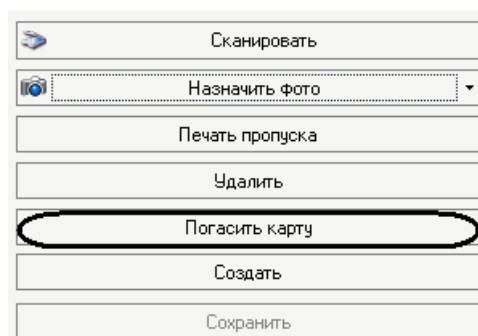 Сканировать
Назначить фото
Печать пропуска
Удалить
Погасить карту
Создать
Сохранить